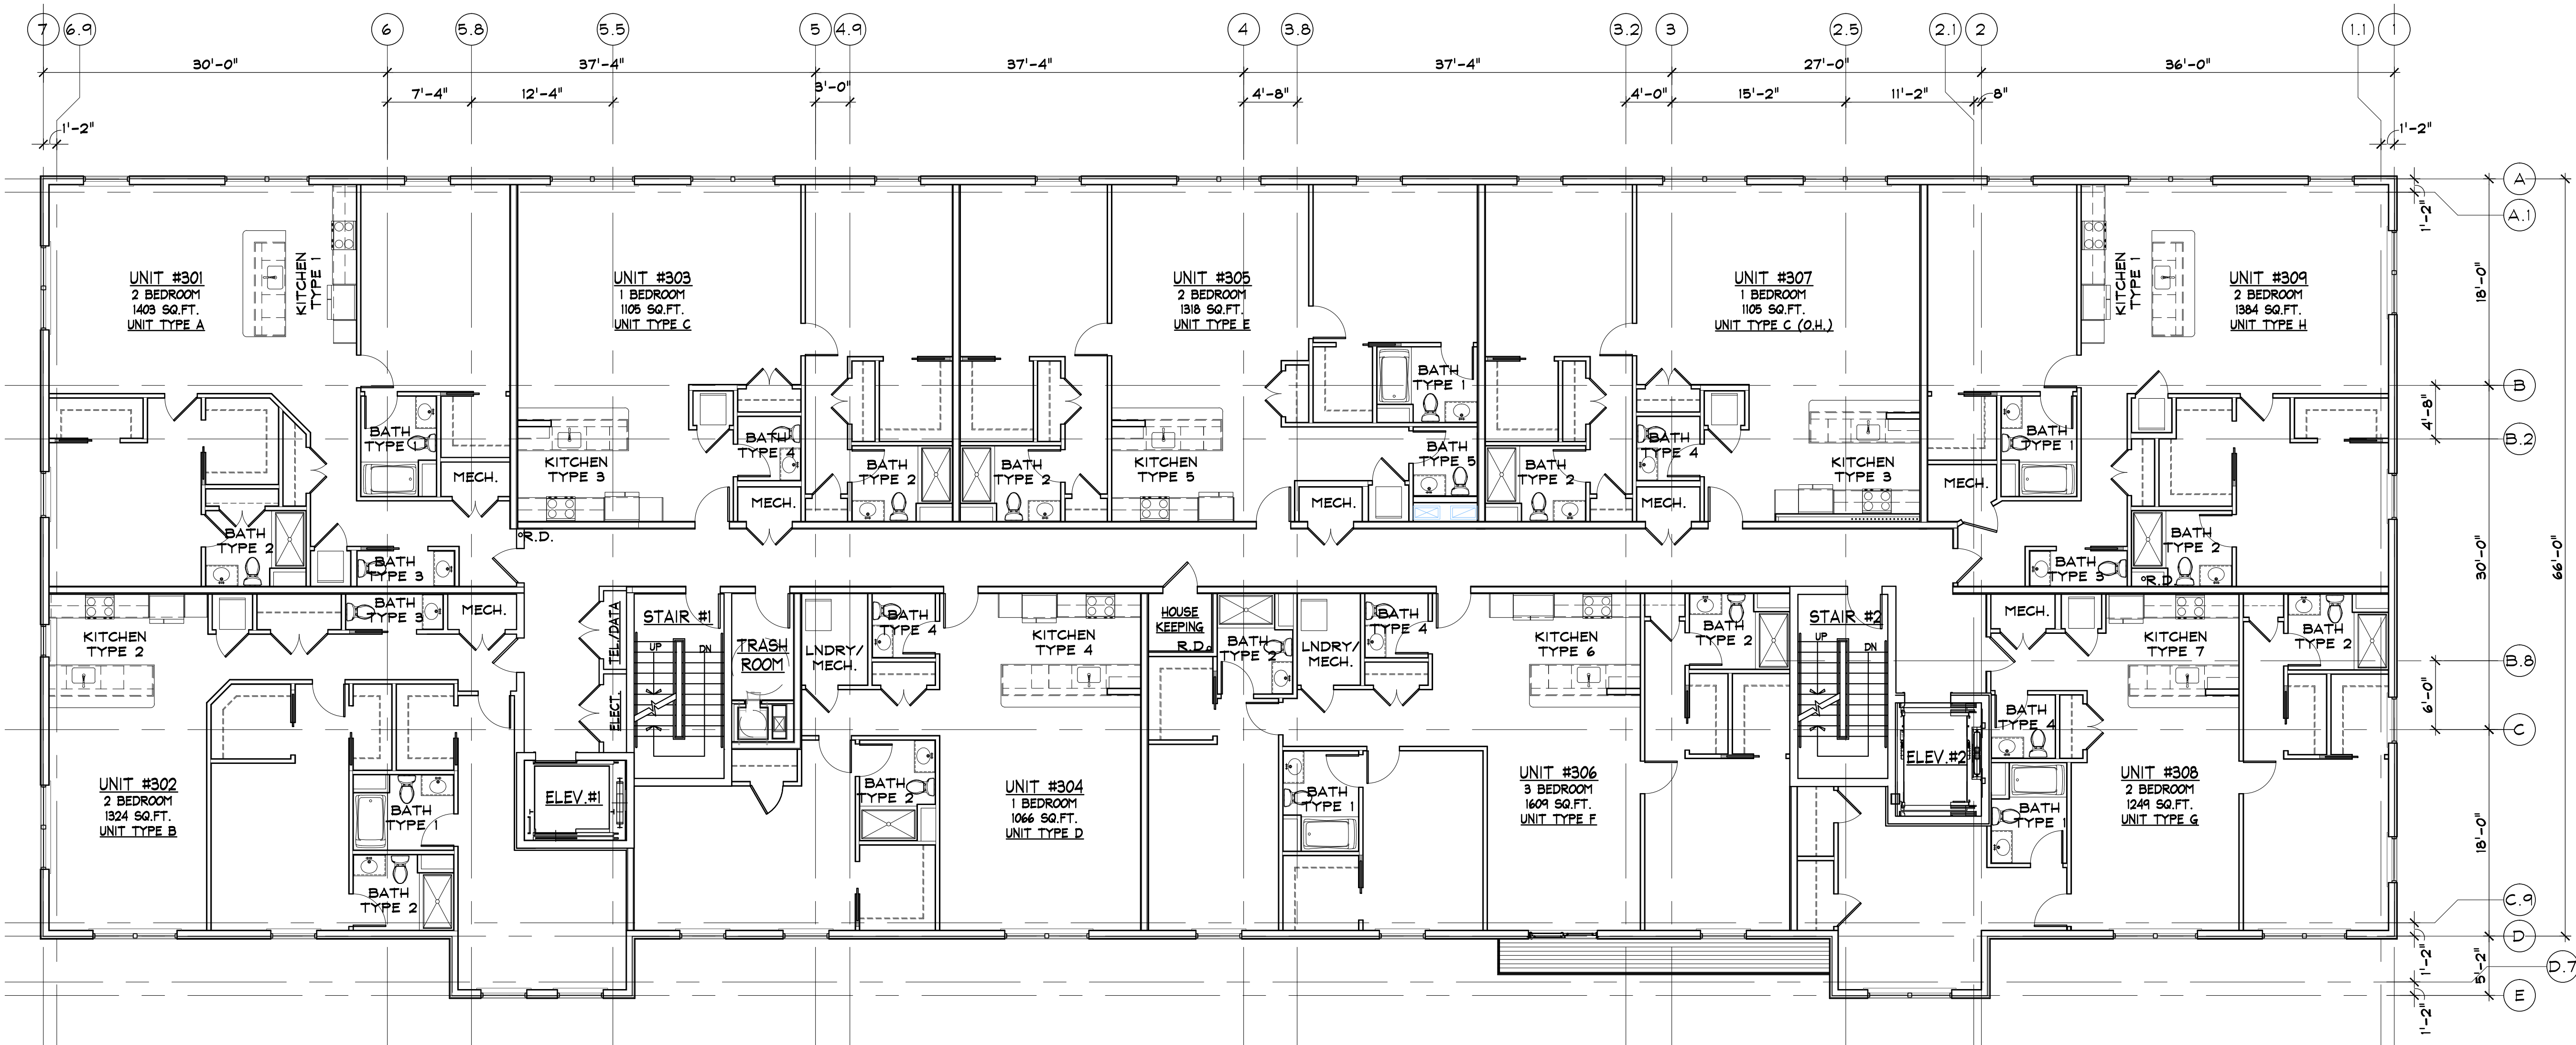 7
6.9
6
5.8
5.5
5
4.9
4
3.8
3.2
3
2.5
2.1
2
1.1
1
30'-0"
37'-4"
37'-4"
37'-4"
27'-0"
36'-0"
7'-4"
12'-4"
3'-0"
4'-8"
4'-0"
15'-2"
11'-2"
8"
1'-2"
1'-2"
A
A.1
B
B.2
B.8
C
C.9
D
D.7
E
1'-2"
18'-0"
4'-8"
30'-0"
66'-0"
6'-0"
18'-0"
1'-2"
5'-2"
1'-2"
UNIT #301
2 BEDROOM
1403 SQ.FT.
UNIT TYPE A
KITCHEN
TYPE 1
BATH
TYPE 1
MECH.
BATH
TYPE 2
BATH
TYPE 3
R.D.
UNIT #303
1 BEDROOM
1105 SQ.FT.
UNIT TYPE C
KITCHEN
TYPE 3
BATH
TYPE 4
MECH.
BATH
TYPE 2
UNIT #305
2 BEDROOM
1318 SQ.FT.
UNIT TYPE E
BATH
TYPE 2
KITCHEN
TYPE 5
BATH
TYPE 1
BATH
TYPE 5
MECH.
UNIT #307
1 BEDROOM
1105 SQ.FT.
UNIT TYPE C (O.H.)
BATH
TYPE 2
BATH
TYPE 4
MECH.
KITCHEN
TYPE 3
UNIT #309
2 BEDROOM
1384 SQ.FT.
UNIT TYPE H
KITCHEN
TYPE 1
BATH
TYPE 1
MECH.
BATH
TYPE 2
BATH
TYPE 3
R.D.
KITCHEN
TYPE 2
BATH
TYPE 3
MECH.
UNIT #302
2 BEDROOM
1324 SQ.FT.
UNIT TYPE B
BATH
TYPE 1
BATH
TYPE 2
TEL/DATA
ELECT.
ELEV.#1
STAIR #1
UP
DN
TRASH
ROOM
LNDRY/
MECH.
BATH
TYPE 4
KITCHEN
TYPE 4
BATH
TYPE 2
UNIT #304
1 BEDROOM
1066 SQ.FT.
UNIT TYPE D
HOUSE
KEEPING
R.D.
BATH
TYPE 2
LNDRY/
MECH.
BATH
TYPE 4
KITCHEN
TYPE 6
BATH
TYPE 2
BATH
TYPE 1
UNIT #306
3 BEDROOM
1609 SQ.FT.
UNIT TYPE F
STAIR #2
UP
DN
ELEV.#2
MECH.
KITCHEN
TYPE 7
BATH
TYPE 2
BATH
TYPE 4
BATH
TYPE 1
UNIT #308
2 BEDROOM
1249 SQ.FT.
UNIT TYPE G